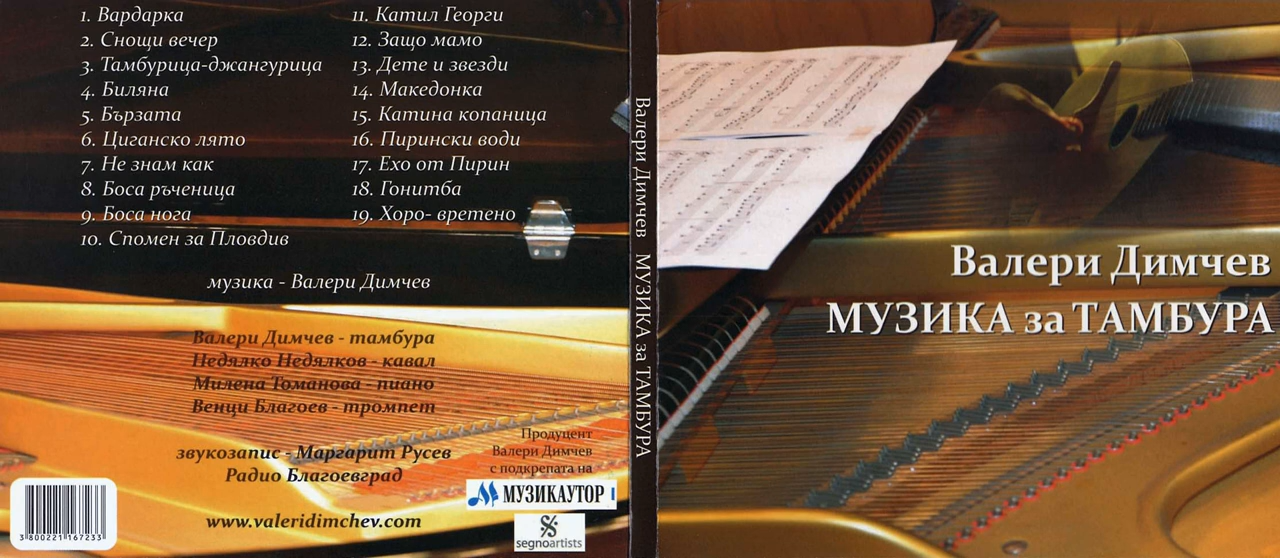 1. Вардарка
2. Снощи вечер
3. Тамбурица-джангурица
4. Биляна
5. Бързата
6. Циганско лято
7. Не знам как
8. Боса ръченица
9. Боса нога
10. Спомен за Пловдив
11. Катил Георги
12. Защо мамо
13. Дете и звезди
14. Македонка
15. Катина копаница
16. Пирински води
17. Ехо от Пирин
18. Гонитба
19. Хоро- вретено
музика - Валери Димчев
Валери Димчев - тамбура
Недялко Недялков - кавал
Милена Томанова - пиано
Венци Благоев - тромпет
звукозапис - Маргарит Русев
Радио Благоевград
www.valeridimchev.com
Продуцент
Валери Димчев
с подкрепата на
МУЗИКАУТОР
segnoartists
3800221167233
Валери Димчев МУЗИКА за ТАМБУРА
Валери Димчев
МУЗИКА за ТАМБУРА